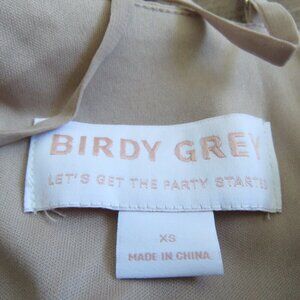 BIRDY GREY
LET'S GET THE PARTY STARTED
XS
MADE IN CHINA